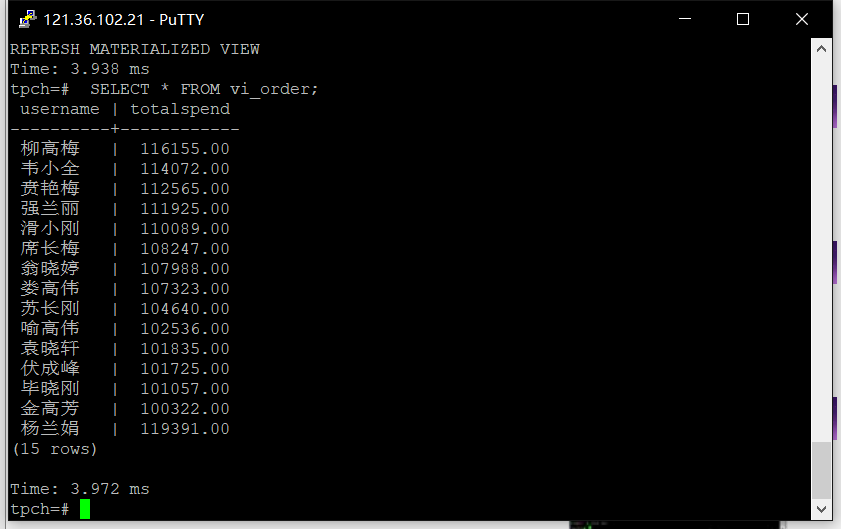 121.36.102.21 - PuTTY
REFRESH MATERIALIZED VIEW
Time: 3.938 ms
tpch=#  SELECT * FROM vi_order;
 username | totalspend
----------+------------
 柳高梅   |  116155.00
 韦小全   |  114072.00
 贲艳梅   |  112565.00
 强兰丽   |  111925.00
 滑小刚   |  110089.00
 席长梅   |  108247.00
 翁晓婷   |  107988.00
 娄高伟   |  107323.00
 苏长刚   |  104640.00
 喻高伟   |  102536.00
 袁晓轩   |  101835.00
 伏成峰   |  101725.00
 毕晓刚   |  101057.00
 金高芳   |  100322.00
 杨兰娟   |  119391.00
(15 rows)

Time: 3.972 ms
tpch=#